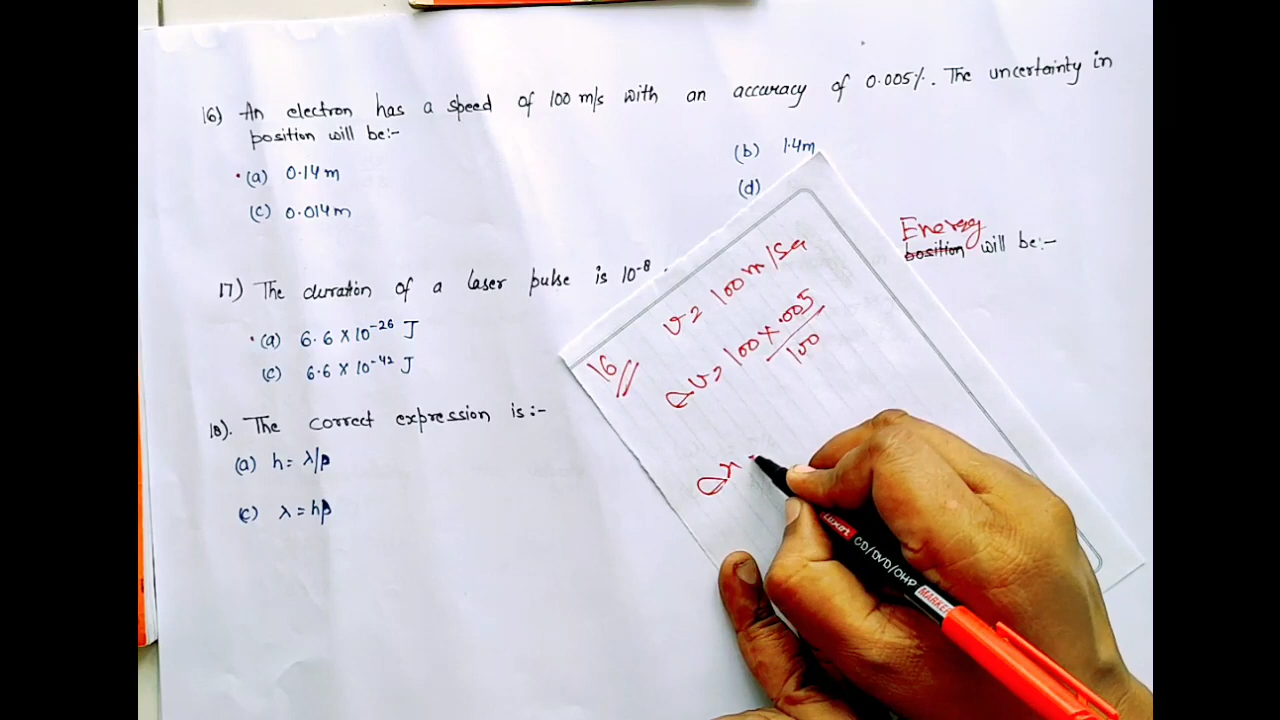 16) An electron has a speed of 100 m/s with an accuracy of 0.005%. The uncertainty in
position will be:-
(a) 0.14 m
(b) 1.4m
(c) 0.014m
(d)
17) The duration of a laser pulse is 10⁻⁸
Energy
position will be:-
(a) 6.6 × 10⁻²⁶ J
(c) 6.6 × 10⁻⁴² J
18). The correct expression is:-
(a) h = λ/p
(c) λ = hp
16//
v = 100 m/sec
Δv = 100 × .005
100
Δx
LUXOR CD/DVD/OHP MARKER